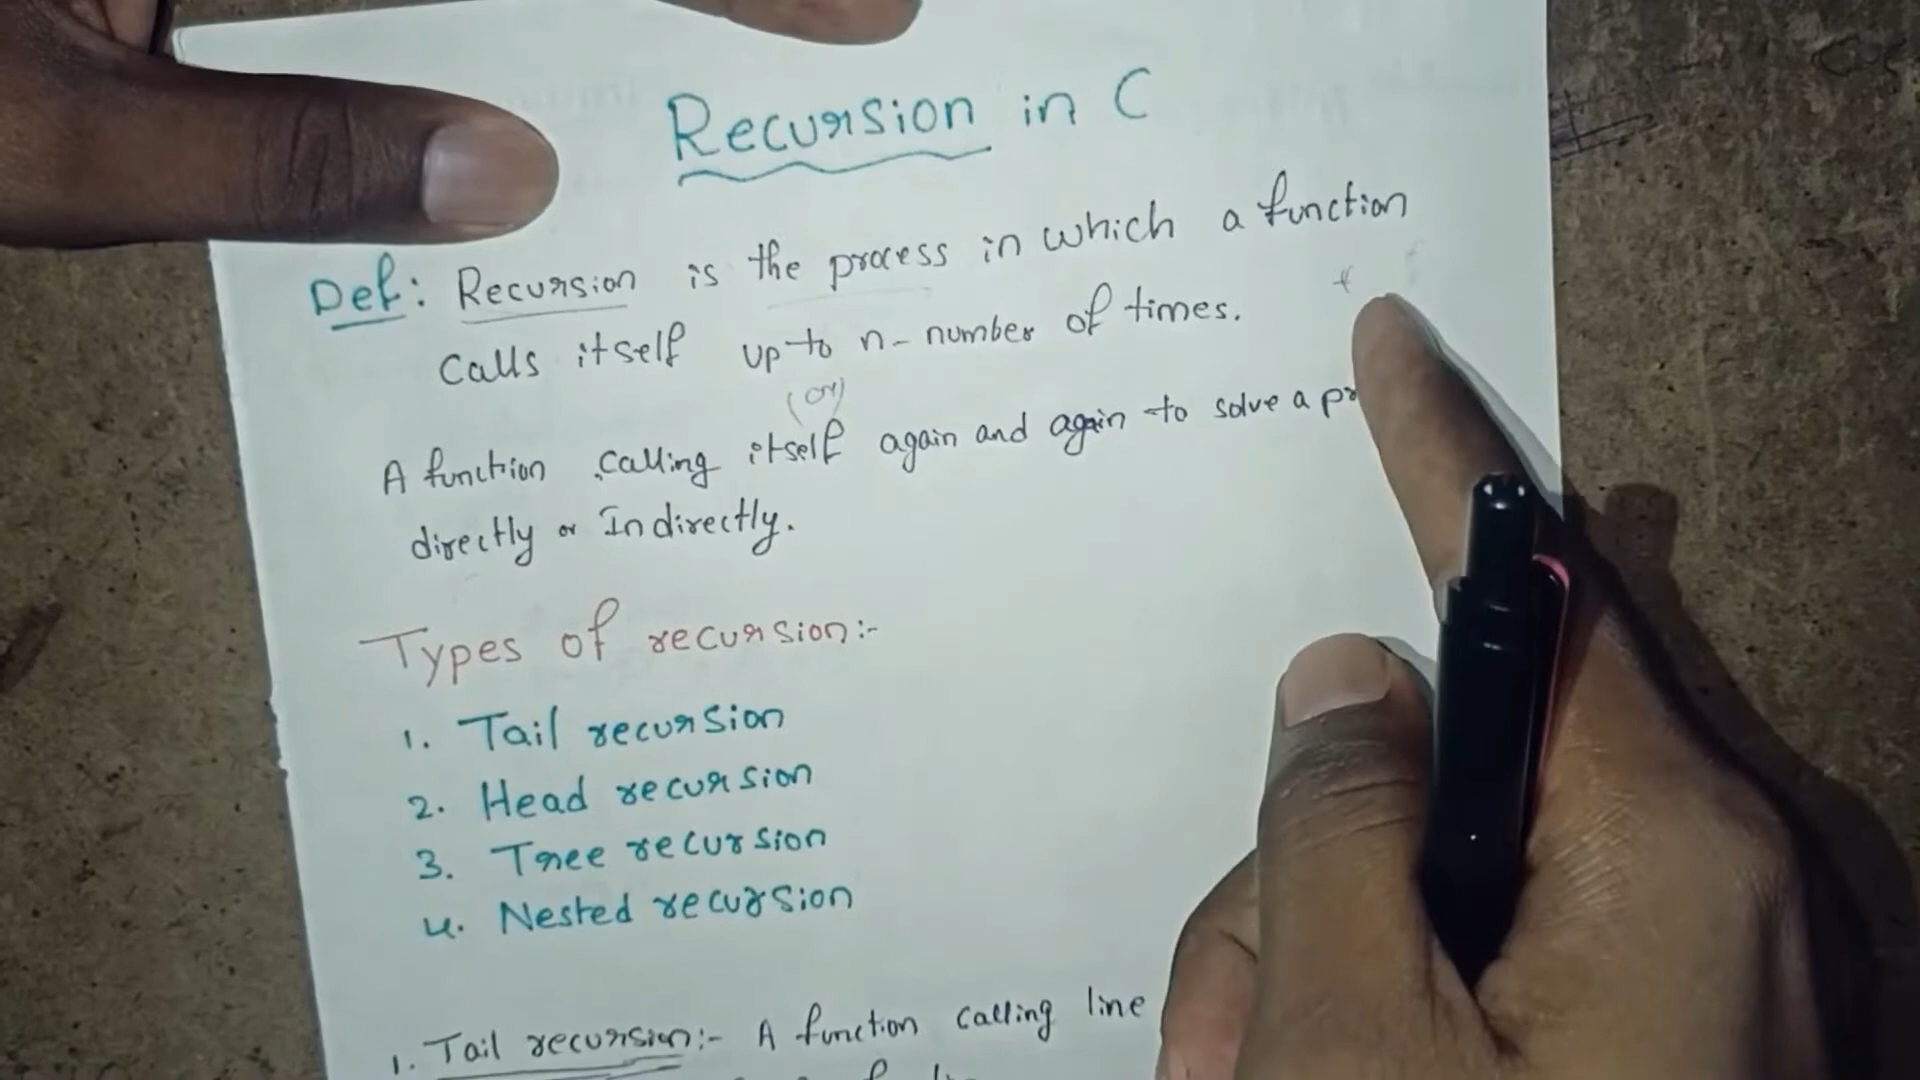 Recursion in C
Def: Recursion is the process in which a function
calls itself up to n- number of times.
(or)
A function calling itself again and again to solve a
directly or Indirectly.
Types of recursion:-
1. Tail recursion
2. Head recursion
3. Tree recursion
4. Nested recursion
1. Tail recursion:- A function calling line